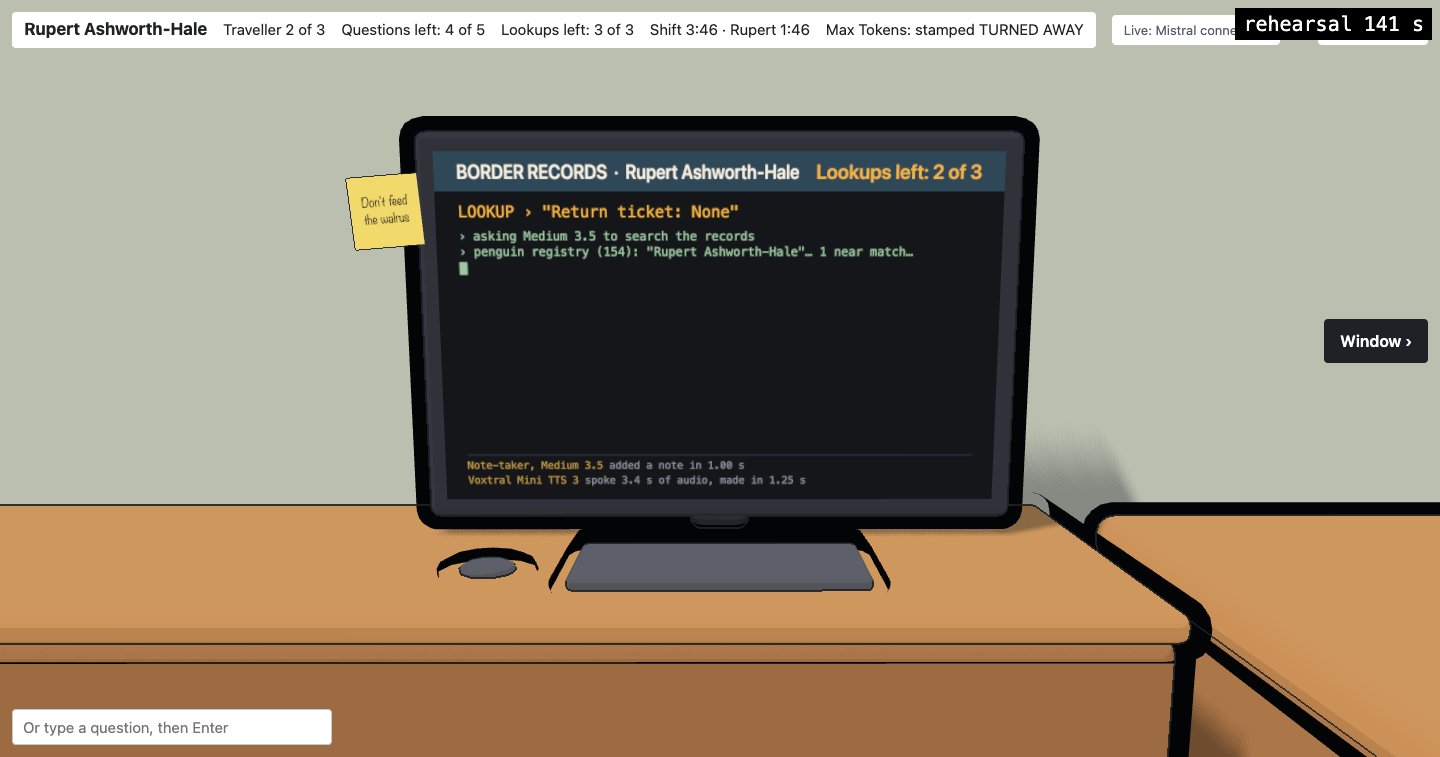 Rupert Ashworth-Hale Traveller 2 of 3 Questions left: 4 of 5 Lookups left: 3 of 3 Shift 3:46 · Rupert 1:46 Max Tokens: stamped TURNED AWAY
Live: Mistral conne
rehearsal 141 s
Don't feed
the walrus
BORDER RECORDS · Rupert Ashworth-Hale Lookups left: 2 of 3
LOOKUP › "Return ticket: None"
› asking Medium 3.5 to search the records
› penguin registry (154): "Rupert Ashworth-Hale"… 1 near match…
Window ›
Note-taker, Medium 3.5 added a note in 1.00 s
Voxtral Mini TTS 3 spoke 3.4 s of audio, made in 1.25 s
Or type a question, then Enter